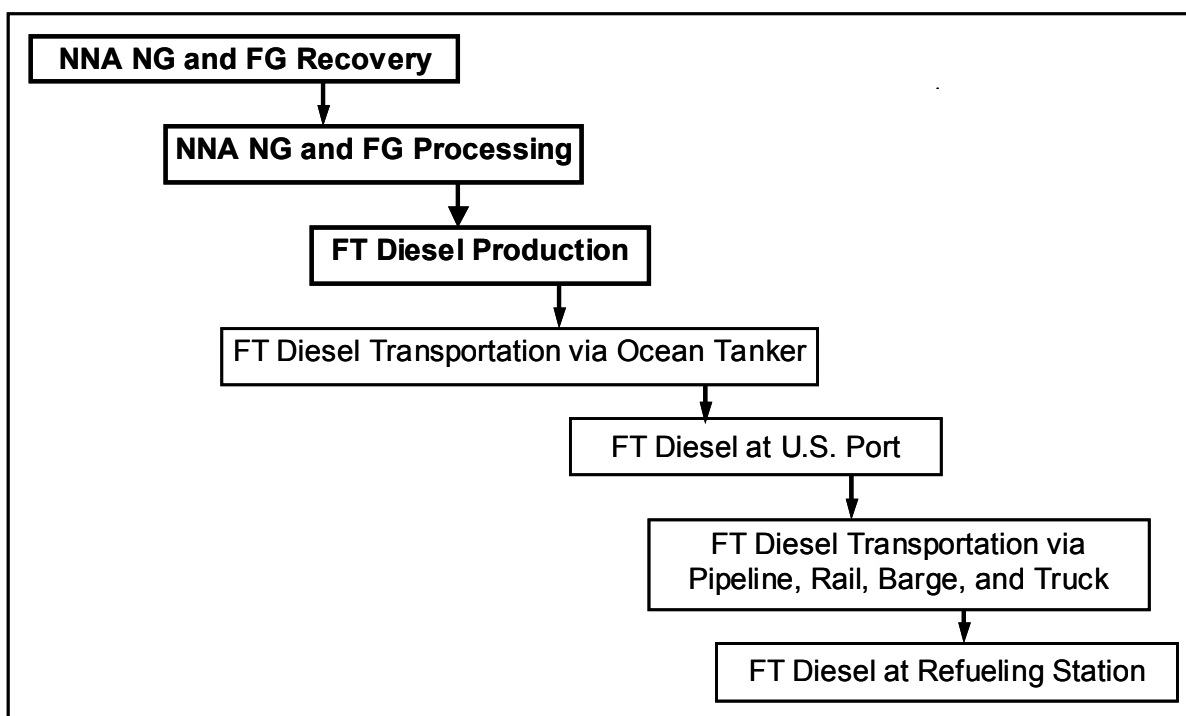 NNA NG and FG Recovery
NNA NG and FG Processing
FT Diesel Production
FT Diesel Transportation via Ocean Tanker
FT Diesel at U.S. Port
FT Diesel Transportation via
Pipeline, Rail, Barge, and Truck
FT Diesel at Refueling Station